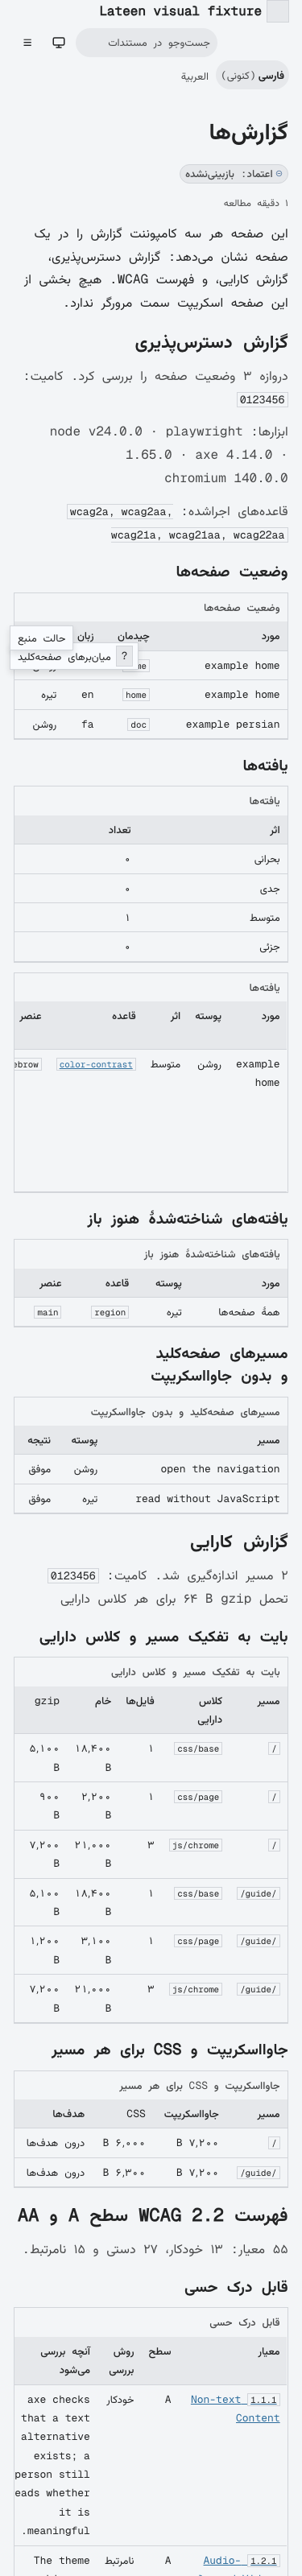 Lateen visual fixture
جست‌وجو در مستندات
فارسی (کنونی)
العربية
گزارش‌ها
اعتماد: بازبینی‌نشده
۱ دقیقه مطالعه
این صفحه هر سه کامپوننت گزارش را در یک
صفحه نشان می‌دهد: گزارش دسترس‌پذیری،
گزارش کارایی، و فهرست WCAG. هیچ بخشی از
این صفحه اسکریپت سمت مرورگر ندارد.
گزارش دسترس‌پذیری
دروازه ۳ وضعیت صفحه را بررسی کرد. کامیت:
0123456
ابزارها: node v24.0.0 · playwright
1.65.0 · axe 4.14.0 ·
chromium 140.0.0
قاعده‌های اجراشده: wcag2a, wcag2aa,
wcag21a, wcag21aa, wcag22aa
وضعیت صفحه‌ها
وضعیت صفحه‌ها
مورد چیدمان زبان
حالت منبع
? میان‌برهای صفحه‌کلید
example home
example home home en تیره
example persian doc fa روشن
یافته‌ها
یافته‌ها
اثر تعداد
بحرانی ۰
جدی ۰
متوسط ۱
جزئی ۰
یافته‌ها
مورد پوسته اثر قاعده عنصر
example روشن متوسط color-contrast
home
یافته‌های شناخته‌شدهٔ هنوز باز
یافته‌های شناخته‌شدهٔ هنوز باز
مورد پوسته قاعده عنصر
همهٔ صفحه‌ها تیره region main
مسیرهای صفحه‌کلید
و بدون جاوااسکریپت
مسیرهای صفحه‌کلید و بدون جاوااسکریپت
مسیر پوسته نتیجه
open the navigation روشن موفق
read without JavaScript تیره موفق
گزارش کارایی
۲ مسیر اندازه‌گیری شد. کامیت: 0123456
تحمل ۶۴ B gzip برای هر کلاس دارایی
بایت به تفکیک مسیر و کلاس دارایی
بایت به تفکیک مسیر و کلاس دارایی
مسیر کلاس دارایی فایل‌ها خام gzip
/ css/base ۱ ۱۸,۴۰۰ B ۵,۱۰۰ B
/ css/page ۱ ۲,۲۰۰ B ۹۰۰ B
/ js/chrome ۳ ۲۱,۰۰۰ B ۷,۲۰۰ B
/guide/ css/base ۱ ۱۸,۴۰۰ B ۵,۱۰۰ B
/guide/ css/page ۱ ۳,۱۰۰ B ۱,۲۰۰ B
/guide/ js/chrome ۳ ۲۱,۰۰۰ B ۷,۲۰۰ B
جاوااسکریپت و CSS برای هر مسیر
جاوااسکریپت و CSS برای هر مسیر
مسیر جاوااسکریپت CSS هدف‌ها
/ ۷,۲۰۰ B ۶,۰۰۰ B درون هدف‌ها
/guide/ ۷,۲۰۰ B ۶,۳۰۰ B درون هدف‌ها
فهرست WCAG 2.2 سطح A و AA
۵۵ معیار: ۱۳ خودکار، ۲۷ دستی و ۱۵ نامرتبط.
قابل درک حسی
قابل درک حسی
معیار سطح روش بررسی آنچه بررسی می‌شود
1.1.1 Non-text A خودکار axe checks
Content that a text
alternative
exists; a
person still
reads whether
it is
meaningful.
1.2.1 Audio- A نامرتبط The theme